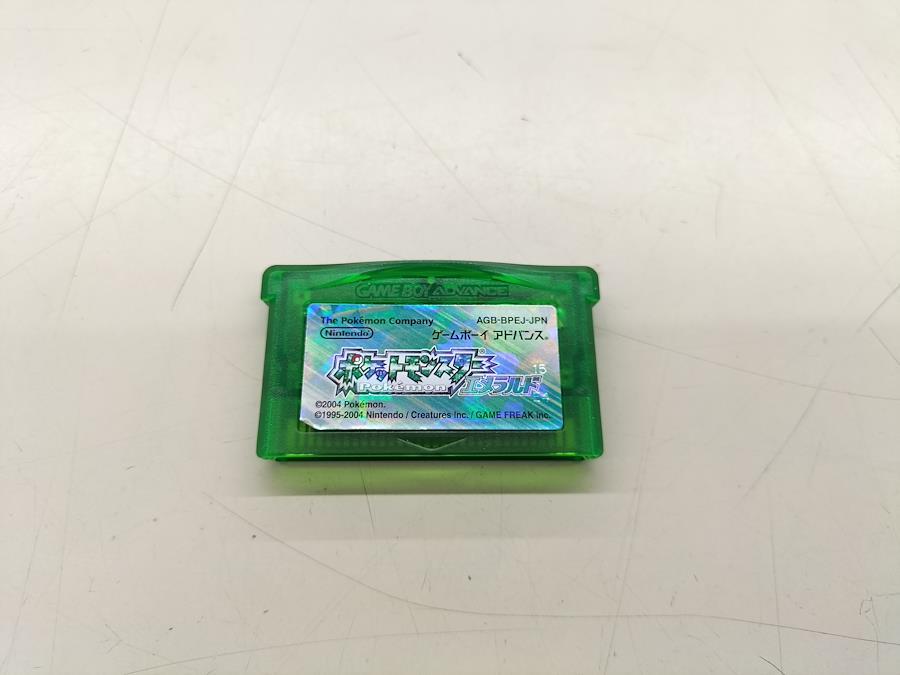 GAME BOY ADVANCE
The Pokémon Company AGB-BPEJ-JPN
Nintendo ゲームボーイ アドバンス®
ポケットモンスター® 15
Pokémon エメラルド
©2004 Pokémon.
©1995-2004 Nintendo / Creatures inc. / GAME FREAK inc.